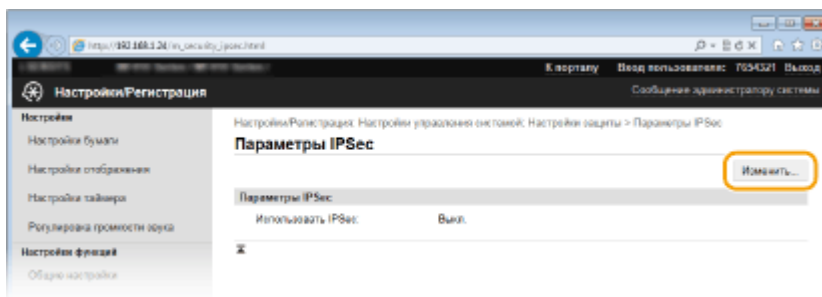 http://192.168.1.24/m_security_ipsec.html
К порталу Вход пользователя: 7654321 Выход
Настройки/Регистрация
Сообщение администратору системы
Настройки
Настройки бумаги
Настройки отображения
Настройки таймера
Регулировка громкости звука
Настройки функций
Общие настройки
Настройки/Регистрация: Настройки управления системой: Настройки защиты > Параметры IPSec
Параметры IPSec
Изменить...
Параметры IPSec
Использовать IPSec: Выкл.